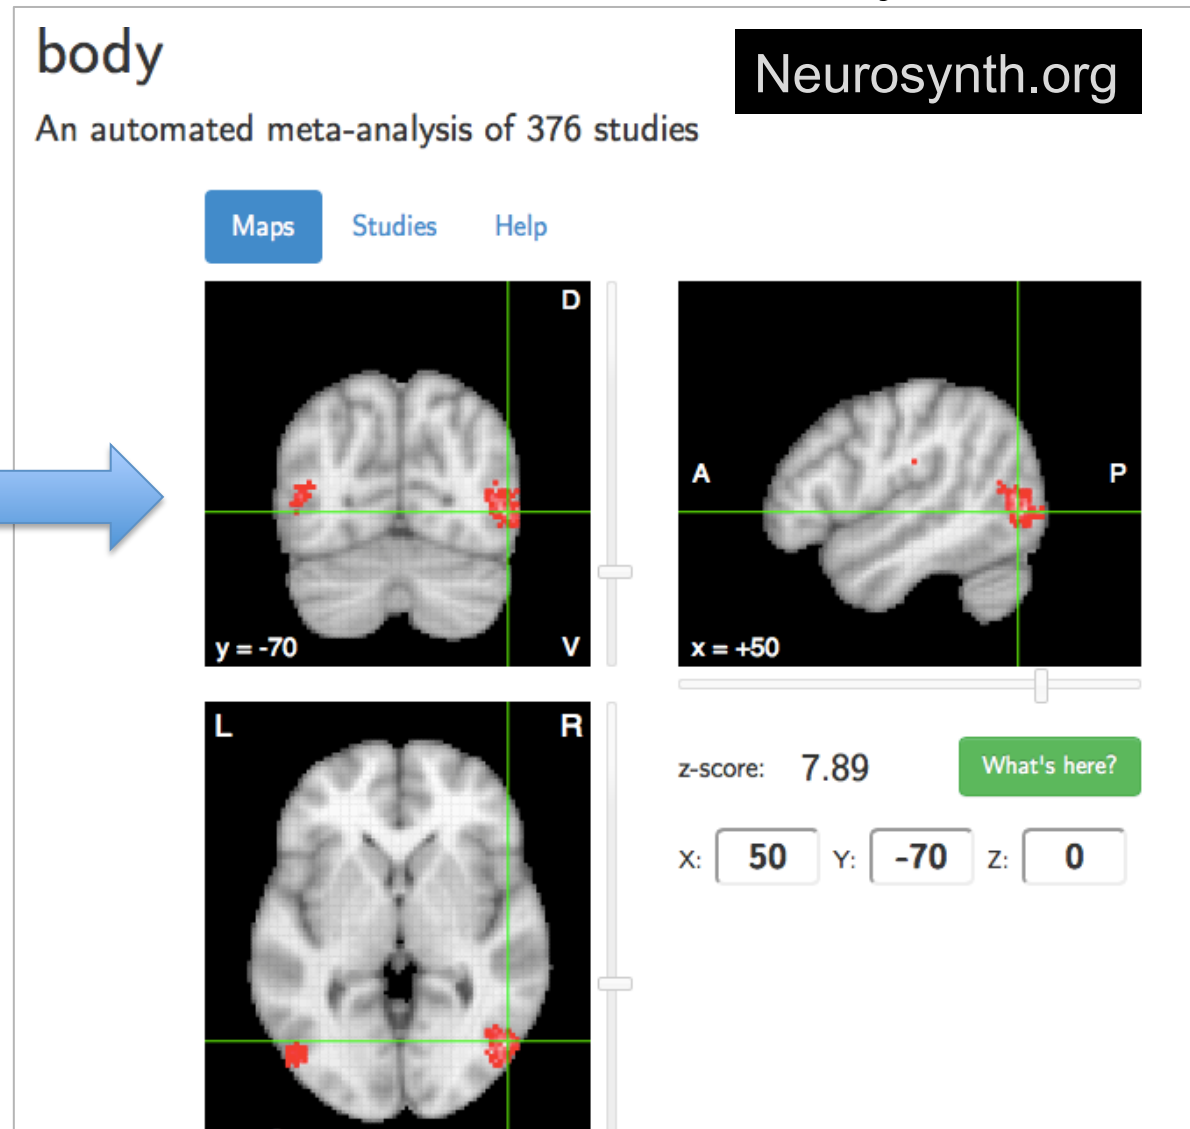 body
Neurosynth.org
An automated meta-analysis of 376 studies
Maps Studies Help
D
A P
y = -70 V
x = +50
L R
z-score: 7.89 What's here?
X: 50 Y: -70 Z: 0